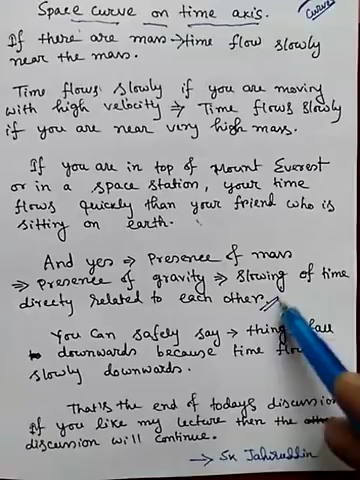 Space curve on time axis.
Curve
If there are mass → time flow slowly
near the mass.
Time flows slowly if you are moving
with high velocity ⇒ Time flows slowly
if you are near very high mass.
If you are in top of Mount Everest
or in a space station, your time
flows quickly than your friend who is
sitting on earth.
And yes ⇒ Presence of mass
⇒ presence of gravity ⇒ slowing of time
directy related to each other.
You can safely say → thing fall
downwards because time flow
slowly downwards.
That's the end of todays discussion
If you like my lecture then the
discussion will continue.
→ Sk Jahiruddin